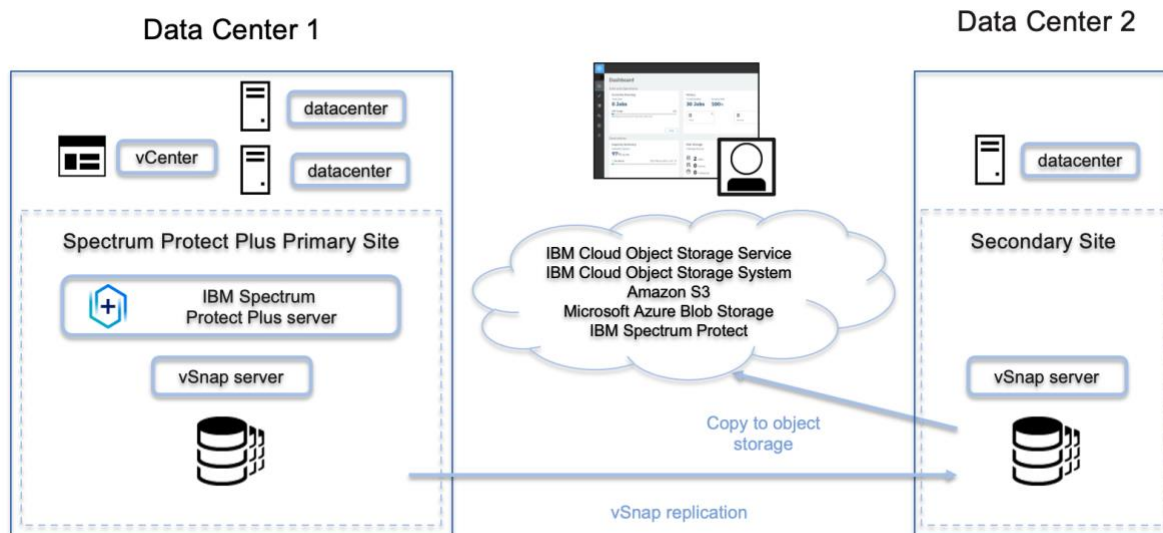 Data Center 1
Data Center 2
datacenter
vCenter
datacenter
Dashboard
datacenter
Spectrum Protect Plus Primary Site
IBM Spectrum
Protect Plus server
vSnap server
IBM Cloud Object Storage Service
IBM Cloud Object Storage System
Amazon S3
Microsoft Azure Blob Storage
IBM Spectrum Protect
Secondary Site
vSnap server
Copy to object
storage
vSnap replication